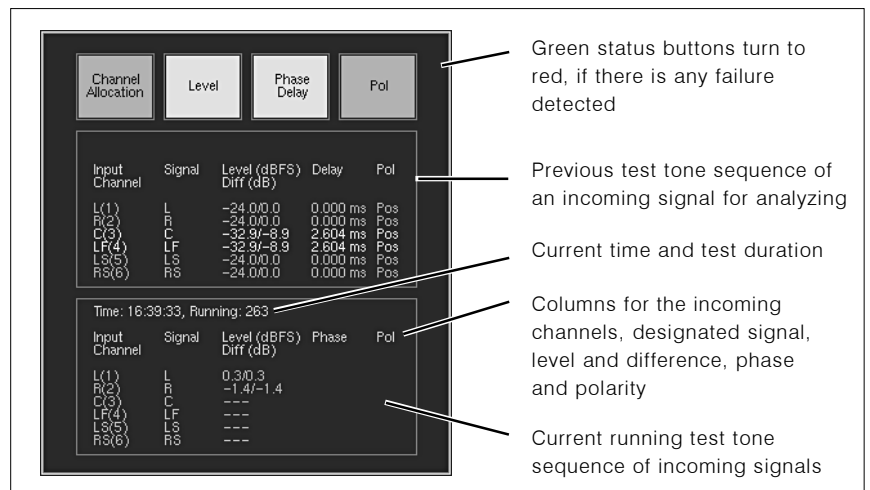 Channel
Allocation
Level
Phase
Delay
Pol
Input Signal Level (dBFS) Delay Pol
Channel Diff (dB)
L(1) L −24.0/0.0 0.000 ms Pos
R(2) R −24.0/0.0 0.000 ms Pos
C(3) C −32.9/−8.9 2.604 ms Pos
LF(4) LF −32.9/−8.9 2.604 ms Pos
LS(5) LS −24.0/0.0 0.000 ms Pos
RS(6) RS −24.0/0.0 0.000 ms Pos
Time: 16:39:33, Running: 263
Input Signal Level (dBFS) Phase Pol
Channel Diff (dB)
L(1) L 0.3/0.3
R(2) R −1.4/−1.4
C(3) C −−−
LF(4) LF −−−
LS(5) LS −−−
RS(6) RS −−−
Green status buttons turn to
red, if there is any failure
detected
Previous test tone sequence of
an incoming signal for analyzing
Current time and test duration
Columns for the incoming
channels, designated signal,
level and difference, phase
and polarity
Current running test tone
sequence of incoming signals